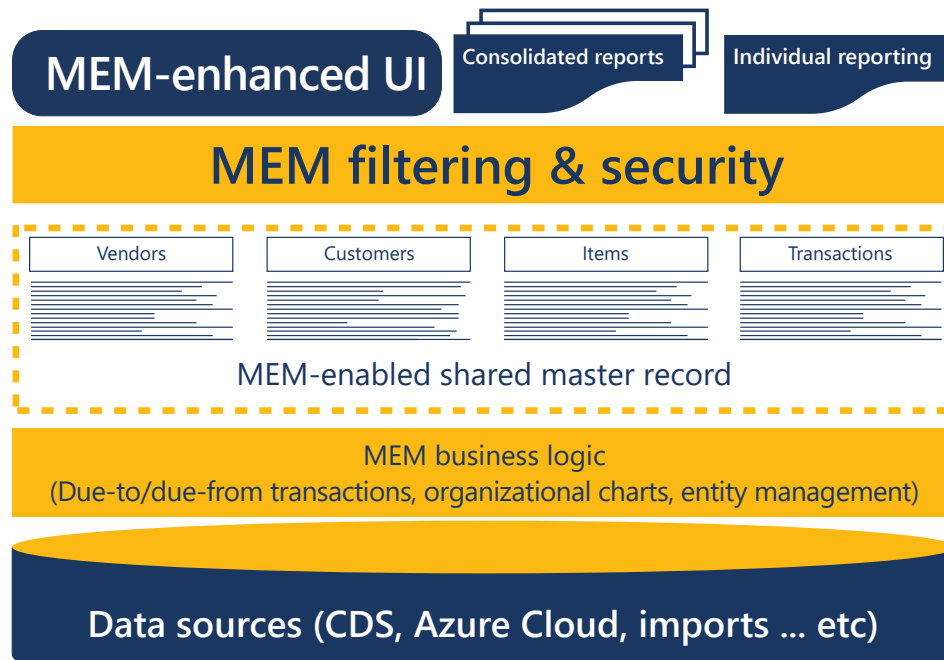 MEM-enhanced UI
Consolidated reports
Individual reporting
MEM filtering & security
Vendors
Customers
Items
Transactions
MEM-enabled shared master record
MEM business logic
(Due-to/due-from transactions, organizational charts, entity management)
Data sources (CDS, Azure Cloud, imports ... etc)